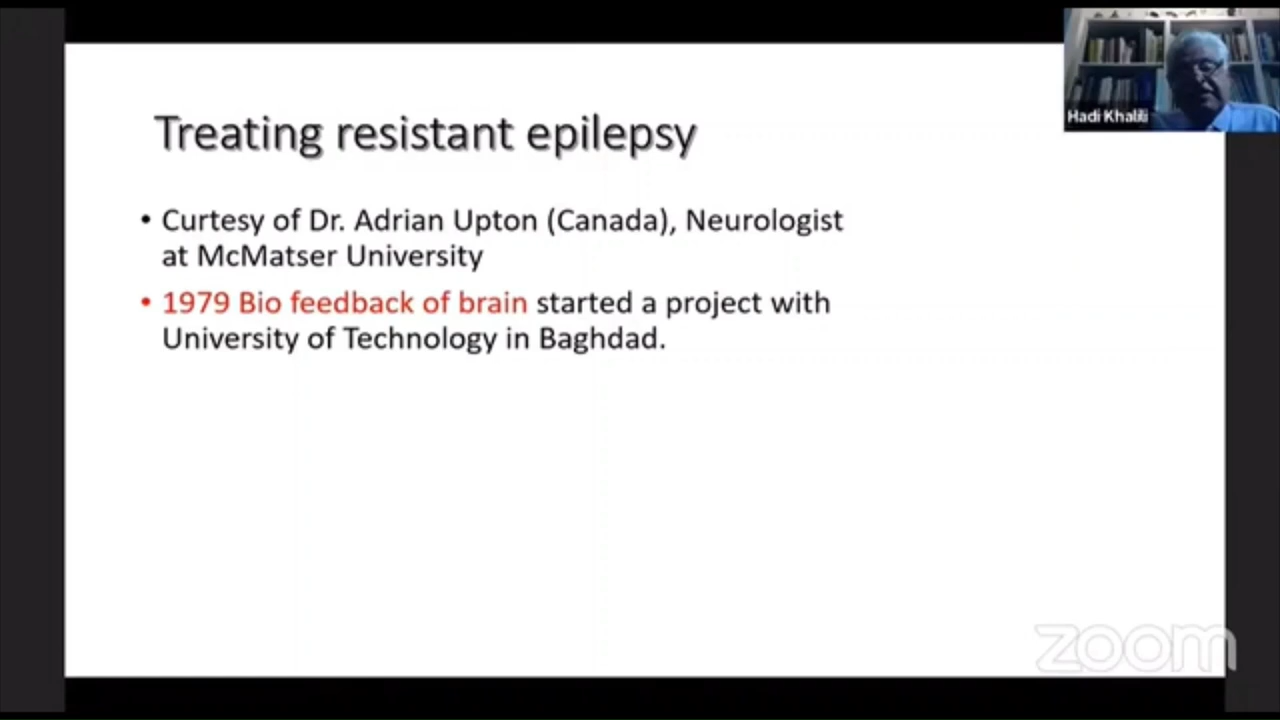 Hadi Khalili
Treating resistant epilepsy
• Curtesy of Dr. Adrian Upton (Canada), Neurologist
at McMatser University
• 1979 Bio feedback of brain started a project with
University of Technology in Baghdad.
zoom